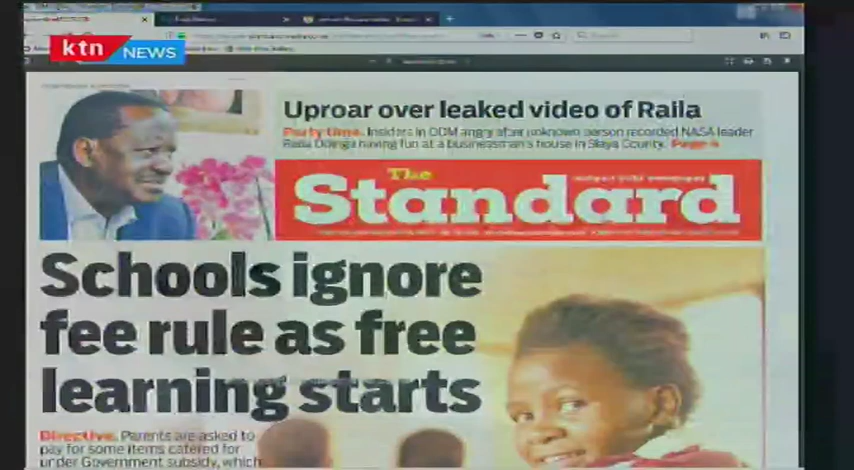 ktn NEWS
Uproar over leaked video of Raila
Party time. Insiders in ODM angry after unknown person recorded NASA leader
Raila Odinga having fun at a businessman's house in Siaya County. Page 4
The
Standard
Schools ignore
fee rule as free
learning starts
Directive. Parents are asked to
pay for some items catered for
under Government subsidy, which